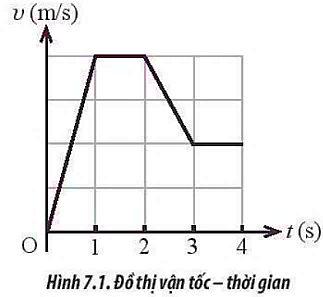 υ (m/s)
O
1
2
3
4
t (s)
Hình 7.1. Đồ thị vận tốc – thời gian